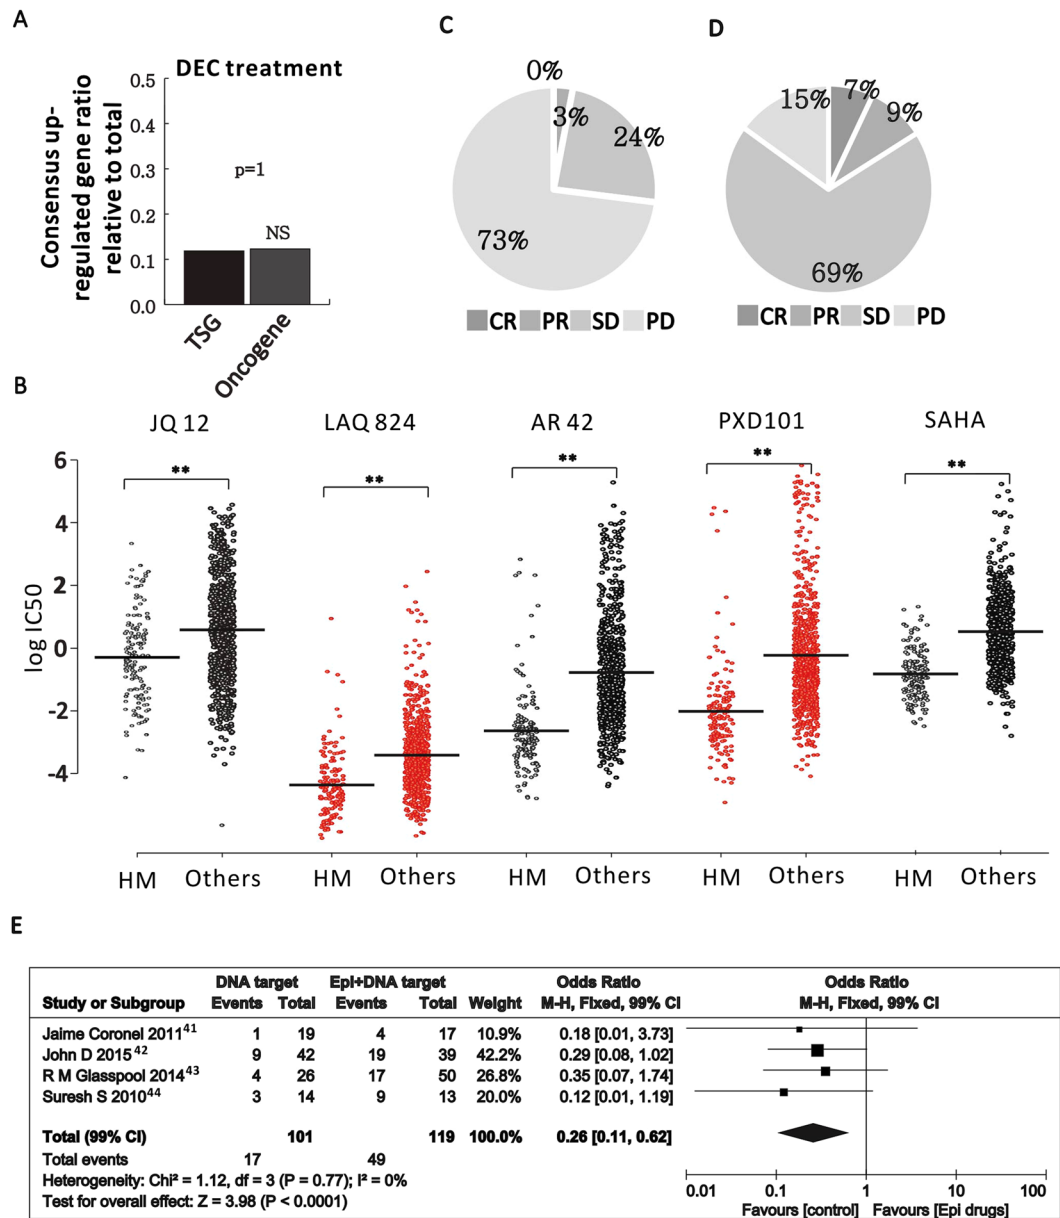 A
DEC treatment
Consensus up-
regulated gene ratio
relative to total
0.5
0.4
0.3
0.2
0.1
0.0
p=1
NS
TSG
Oncogene
C
0%
3%
24%
73%
CR PR SD PD
D
7%
9%
15%
69%
CR PR SD PD
B
JQ 12
LAQ 824
AR 42
PXD101
SAHA
log IC50
6
4
2
0
-2
-4
** ** ** ** **
HM Others HM Others HM Others HM Others HM Others
E
DNA target Epi+DNA target Odds Ratio Odds Ratio
Study or Subgroup Events Total Events Total Weight M-H, Fixed, 99% CI M-H, Fixed, 99% CI
Jaime Coronel 2011⁴¹ 1 19 4 17 10.9% 0.18 [0.01, 3.73]
John D 2015⁴² 9 42 19 39 42.2% 0.29 [0.08, 1.02]
R M Glasspool 2014⁴³ 4 26 17 50 26.8% 0.35 [0.07, 1.74]
Suresh S 2010⁴⁴ 3 14 9 13 20.0% 0.12 [0.01, 1.19]
Total (99% CI) 101 119 100.0% 0.26 [0.11, 0.62]
Total events 17 49
Heterogeneity: Chi² = 1.12, df = 3 (P = 0.77); I² = 0%
Test for overall effect: Z = 3.98 (P < 0.0001)
0.01 0.1 1 10 100
Favours [control] Favours [Epi drugs]